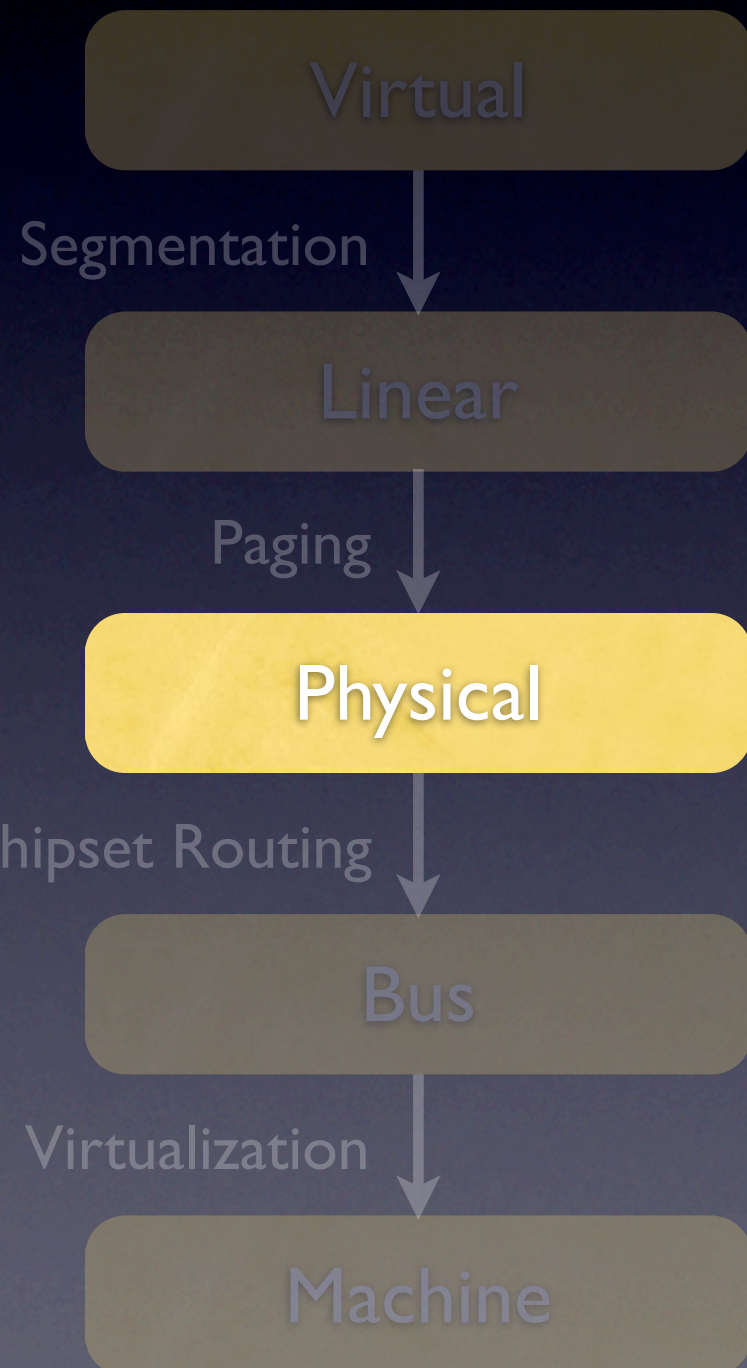 Virtual
Segmentation
Linear
Paging
Physical
hipset Routing
Bus
Virtualization
Machine